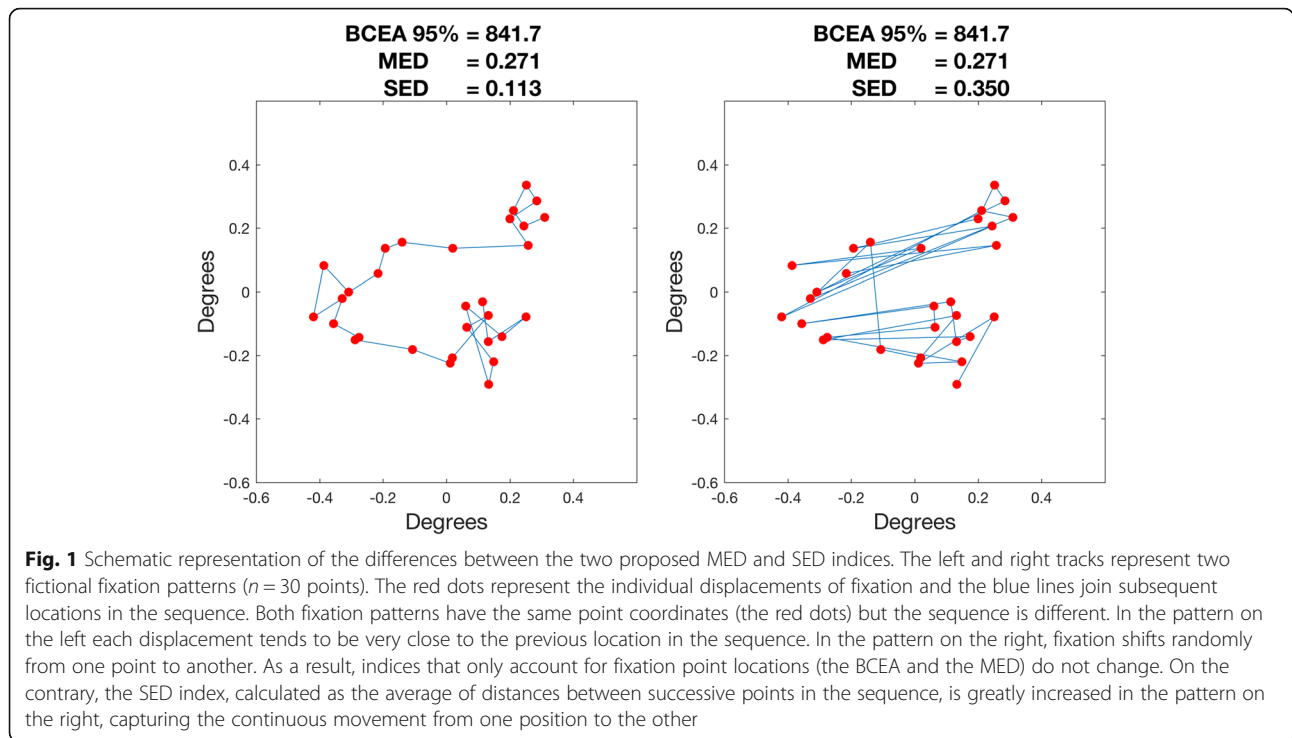 BCEA 95% = 841.7
MED = 0.271
SED = 0.113
0.4
0.2
0
-0.2
-0.4
-0.6
Degrees
-0.6 -0.4 -0.2 0 0.2 0.4
Degrees
BCEA 95% = 841.7
MED = 0.271
SED = 0.350
0.4
0.2
0
-0.2
-0.4
-0.6
Degrees
-0.6 -0.4 -0.2 0 0.2 0.4
Degrees
Fig. 1 Schematic representation of the differences between the two proposed MED and SED indices. The left and right tracks represent two
fictional fixation patterns (n = 30 points). The red dots represent the individual displacements of fixation and the blue lines join subsequent
locations in the sequence. Both fixation patterns have the same point coordinates (the red dots) but the sequence is different. In the pattern on
the left each displacement tends to be very close to the previous location in the sequence. In the pattern on the right, fixation shifts randomly
from one point to another. As a result, indices that only account for fixation point locations (the BCEA and the MED) do not change. On the
contrary, the SED index, calculated as the average of distances between successive points in the sequence, is greatly increased in the pattern on
the right, capturing the continuous movement from one position to the other